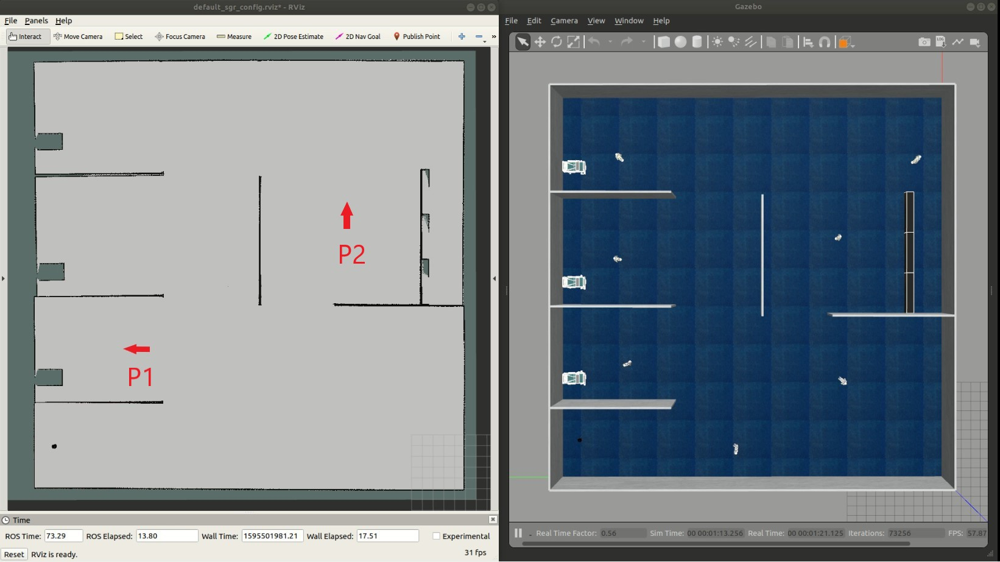 default_sgr_config.rviz* - RViz
File Panels Help
Interact Move Camera Select Focus Camera Measure 2D Pose Estimate 2D Nav Goal Publish Point »
P2
P1
Time
ROS Time: 73.29 ROS Elapsed: 13.80 Wall Time: 1595501981.21 Wall Elapsed: 17.51 Experimental
Reset RViz is ready. 31 fps
Gazebo
File Edit Camera View Window Help
LOG
Real Time Factor: 0.56 Sim Time: 00 00:01:13.256 Real Time: 00 00:01:21.125 Iterations: 73256 FPS: 57.87